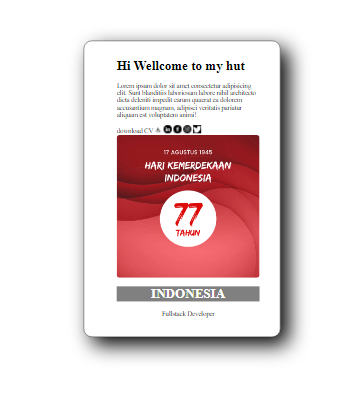 Hi Wellcome to my hut
Lorem ipsum dolor sit amet consectetur adipisicing
elit. Sunt blanditiis laboriosam labore nihil architecto
dicta deleniti impedit earum quaerat ea dolorem
accusantium magnam, adipisci veritatis pariatur
aliquam est voluptatem animi!
download CV
17 AGUSTUS 1945
HARI KEMERDEKAAN
INDONESIA
77
TAHUN
INDONESIA
Fullstack Developer